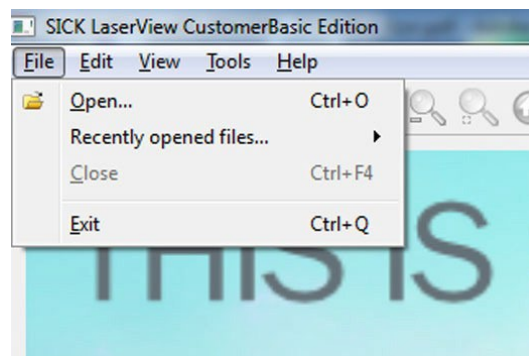 SICK LaserView CustomerBasic Edition
File Edit View Tools Help
Open... Ctrl+O
Recently opened files...
Close Ctrl+F4
Exit Ctrl+Q
THIS IS